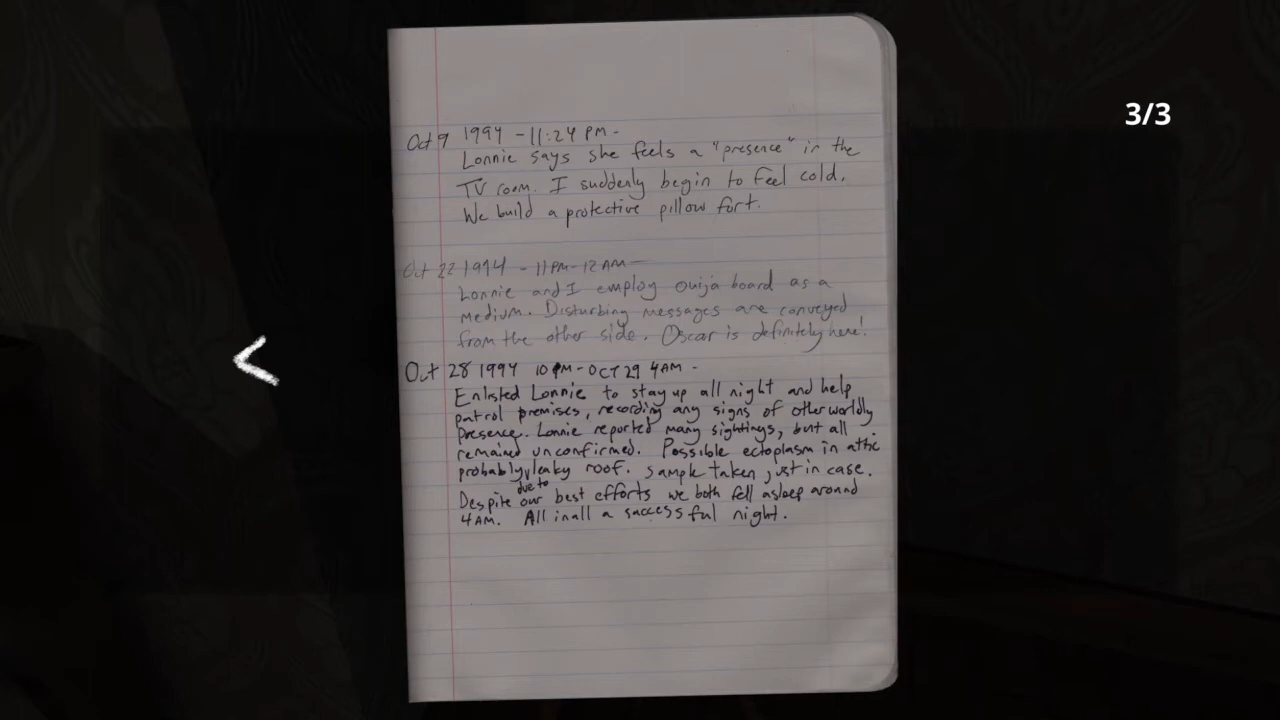 3/3
Oct 9 1994 - 11:24 PM -
Lonnie says she feels a "presence" in the
TV room. I suddenly begin to feel cold.
We build a protective pillow fort.
Oct 22 1994 - 11PM-12AM -
Lonnie and I employ ouija board as a
medium. Disturbing messages are conveyed
from the other side. Oscar is definitely here!
Oct 28 1994 10PM - OCT 29 4AM -
Enlisted Lonnie to stay up all night and help
patrol premises, recording any signs of otherworldly
presence. Lonnie reported many sightings, but all
remained unconfirmed. Possible ectoplasm in attic
probably leaky roof. Sample taken just in case.
due to
Despite our best efforts we both fell asleep around
4AM. All in all a successful night.
<